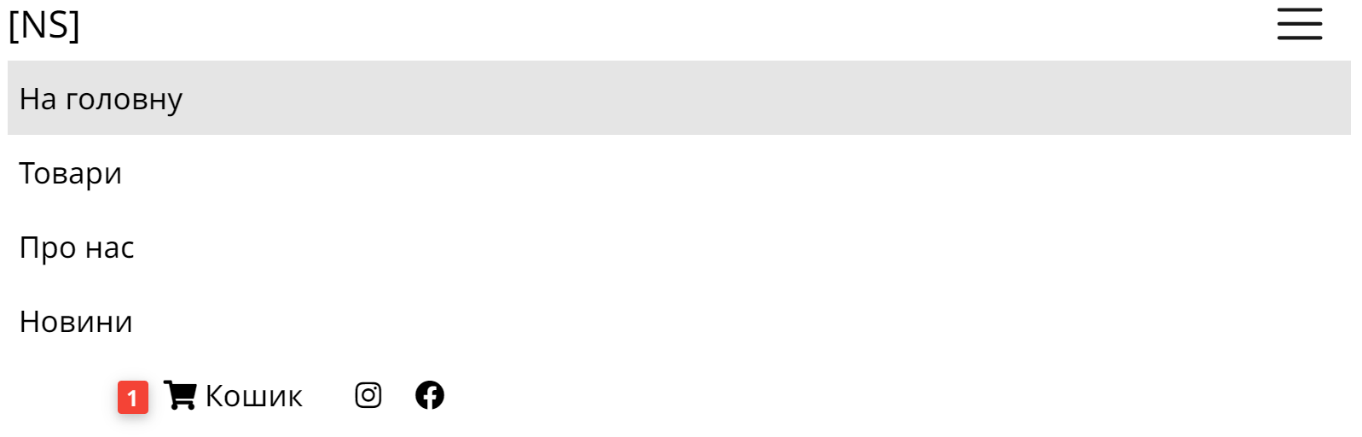 [NS]
На головну
Товари
Про нас
Новини
1 Кошик